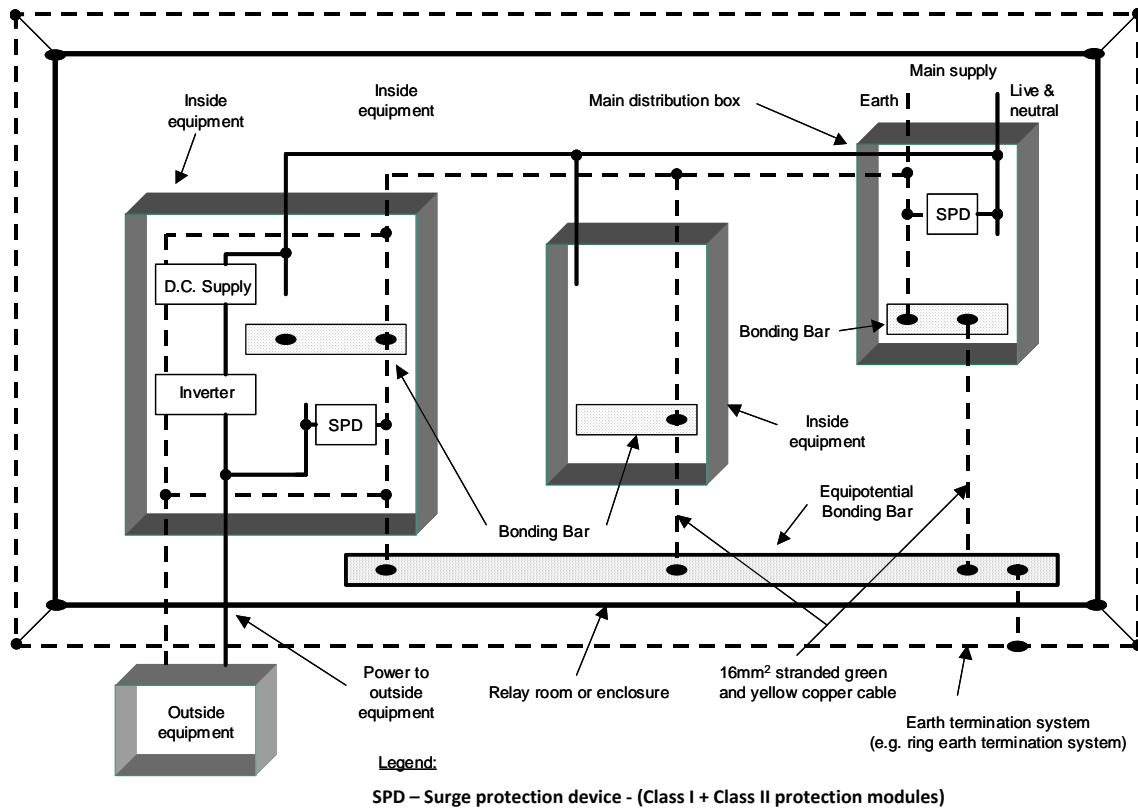 Main supply
Inside
equipment
Inside
equipment
Main distribution box
Earth
Live &
neutral
SPD
D.C. Supply
Bonding Bar
Inverter
SPD
Inside
equipment
Equipotential
Bonding Bar
Bonding Bar
Power to
outside
equipment
Relay room or enclosure
16mm² stranded green
and yellow copper cable
Outside
equipment
Earth termination system
(e.g. ring earth termination system)
Legend:
SPD – Surge protection device - (Class I + Class II protection modules)